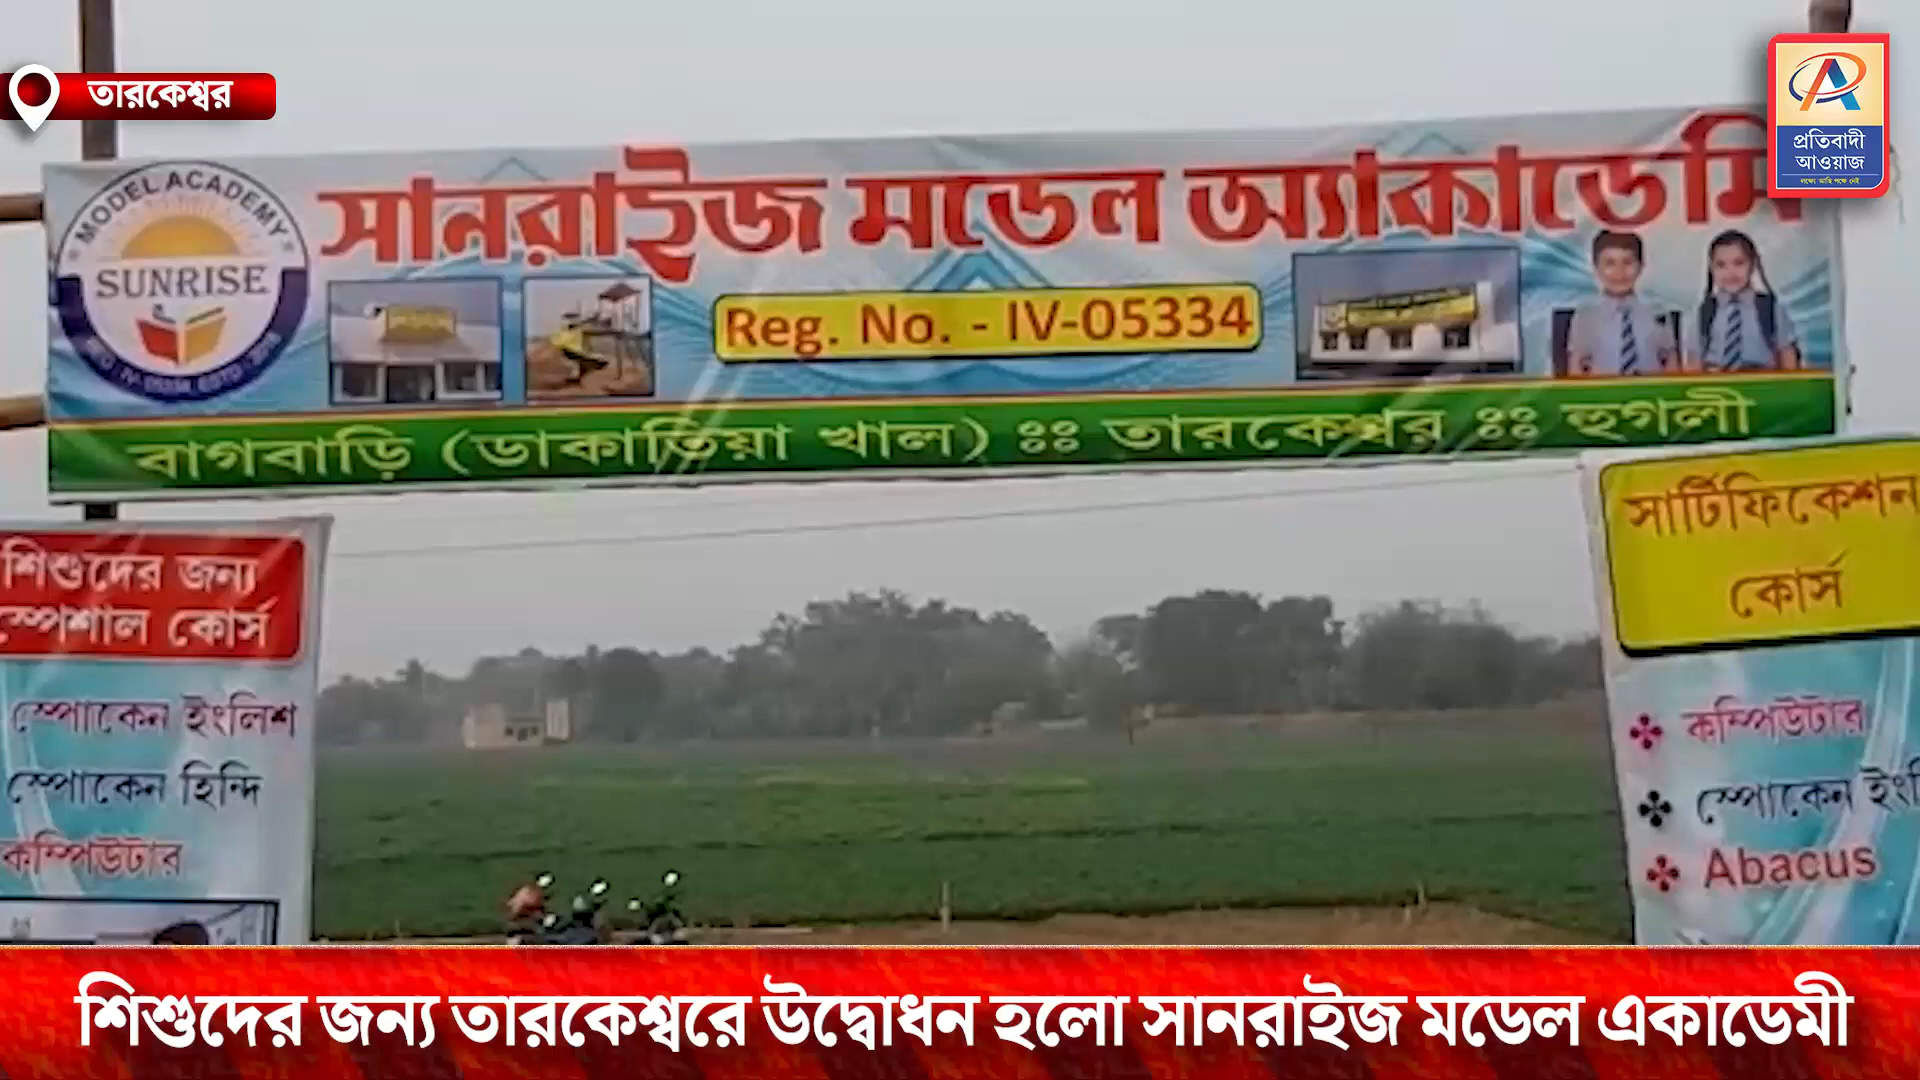 তারকেশ্বর
প্রতিবাদী
আওয়াজ
MODEL ACADEMY
SUNRISE
সানরাইজ মডেল অ্যাকাডেমি
Reg. No. - IV-05334
বাগবাড়ি (ডাকাতিয়া খাল) ঃঃ তারকেশ্বর ঃঃ হুগলী
শিশুদের জন্য
স্পেশাল কোর্স
স্পোকেন ইংলিশ
স্পোকেন হিন্দি
কম্পিউটার
সার্টিফিকেশন
কোর্স
কম্পিউটার
স্পোকেন
Abacus
শিশুদের জন্য তারকেশ্বরে উদ্বোধন হলো সানরাইজ মডেল একাডেমী